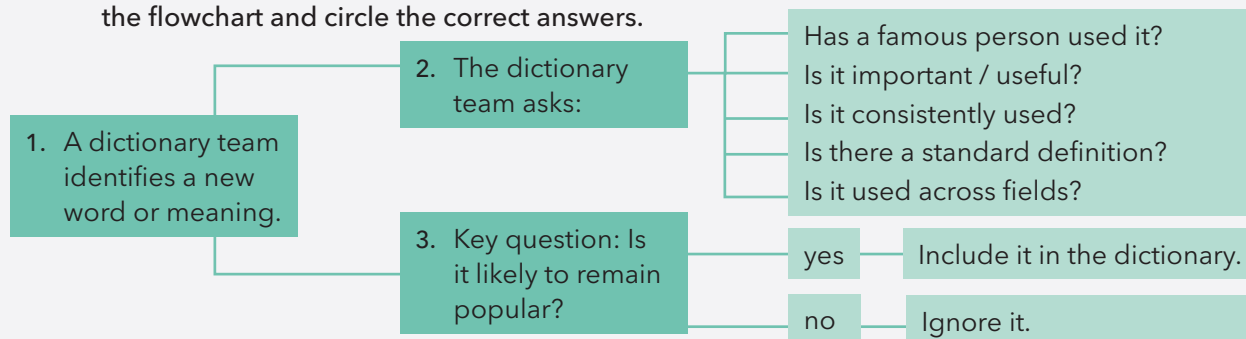 the flowchart and circle the correct answers.
1. A dictionary team
identifies a new
word or meaning.
2. The dictionary
team asks:
Has a famous person used it?
Is it important / useful?
Is it consistently used?
Is there a standard definition?
Is it used across fields?
3. Key question: Is
it likely to remain
popular?
yes
Include it in the dictionary.
no
Ignore it.